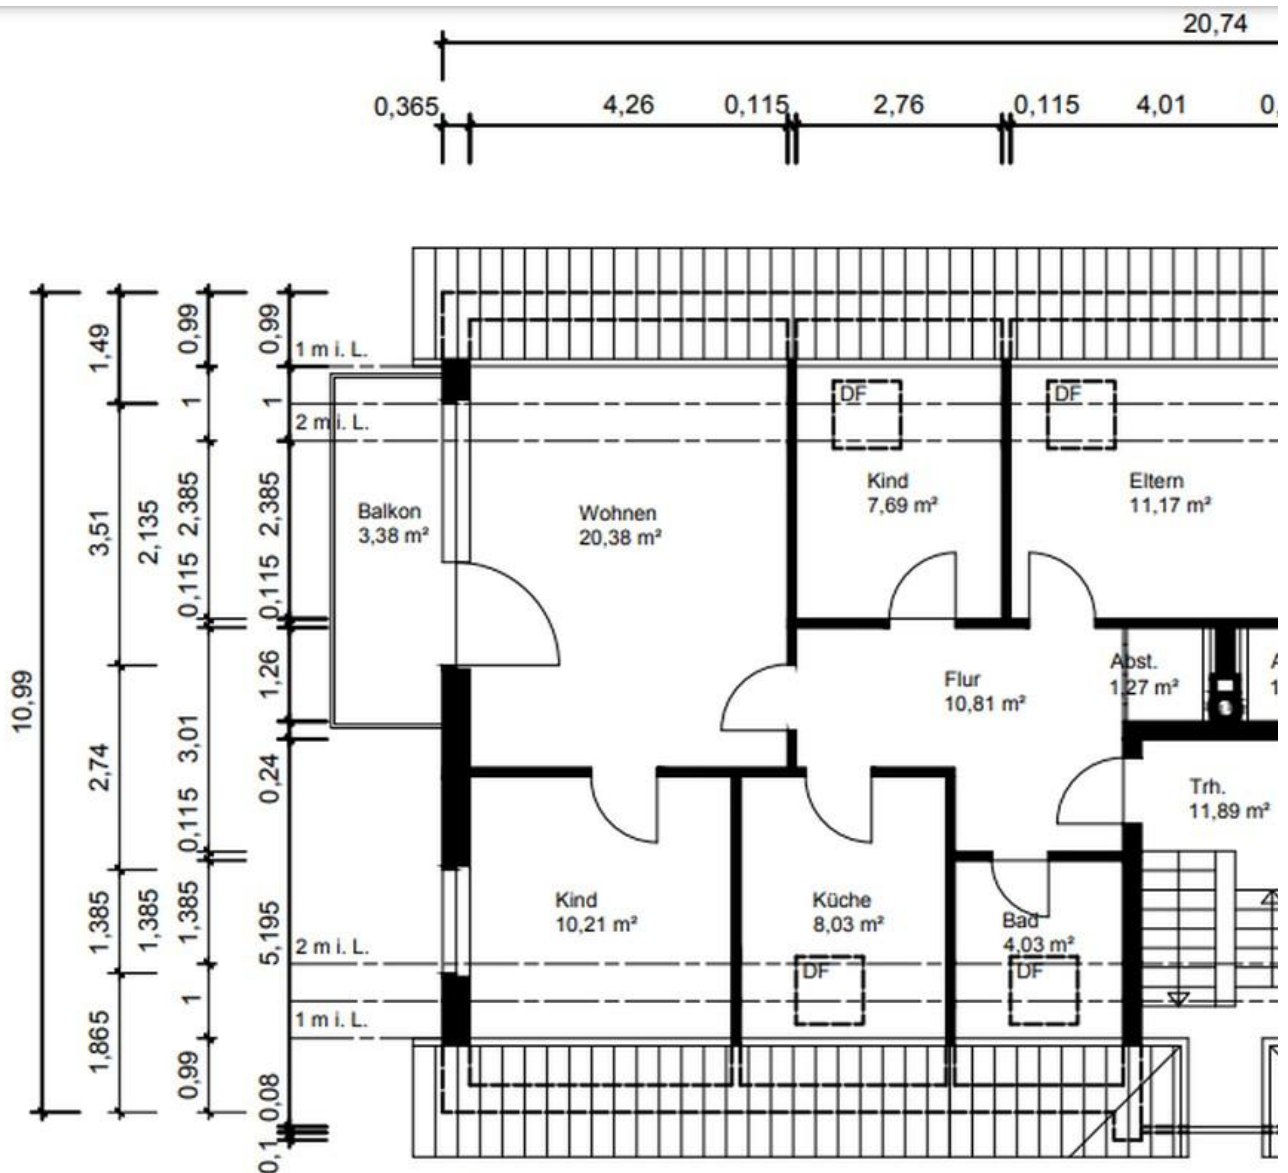 20,74
0,365
4,26
0,115
2,76
0,115
4,01
0,
10,99
1,49
3,51
2,74
1,385
1,865
2,135
1,385
0,99
1
2,385
0,115
3,01
0,115
1,385
1
0,99
0,99
1
2,385
0,115
1,26
0,24
5,195
0,08
0,1
1 m i. L.
2 m i. L.
DF
DF
Kind
7,69 m²
Eltern
11,17 m²
Balkon
3,38 m²
Wohnen
20,38 m²
Flur
10,81 m²
Abst.
1,27 m²
A
1
Trh.
11,89 m²
Kind
10,21 m²
Küche
8,03 m²
Bad
4,03 m²
2 m i. L.
DF
DF
1 m i. L.